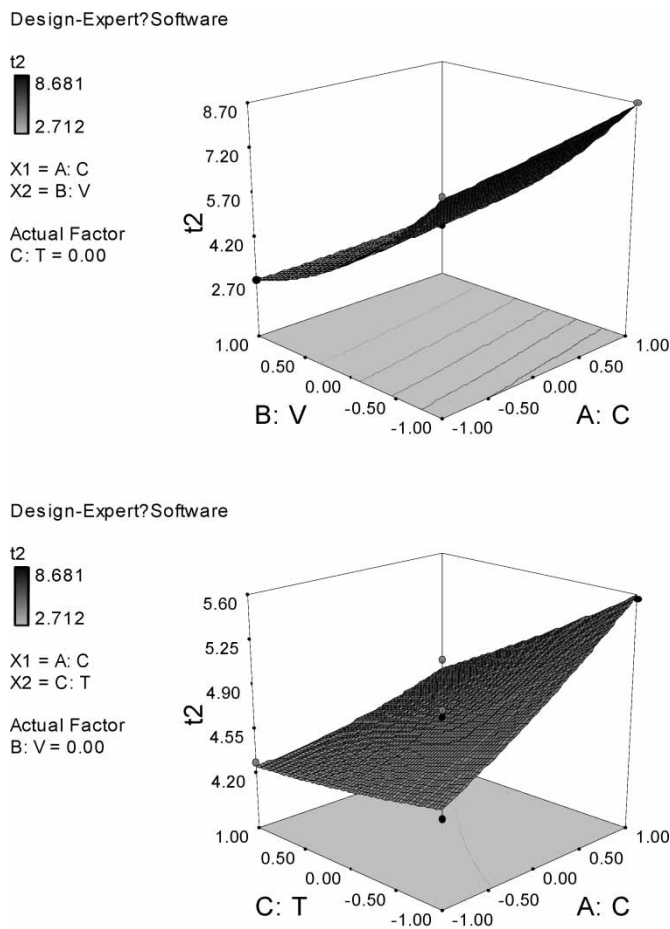 Design-Expert?Software
t2
8.681
2.712
X1 = A: C
X2 = B: V
Actual Factor
C: T = 0.00
8.70
7.20
5.70
4.20
2.70
t2
1.00
0.50
0.00
-0.50
-1.00
B: V
1.00
0.50
0.00
-0.50
-1.00
A: C
Design-Expert?Software
t2
8.681
2.712
X1 = A: C
X2 = C: T
Actual Factor
B: V = 0.00
5.60
5.25
4.90
4.55
4.20
t2
1.00
0.50
0.00
-0.50
-1.00
C: T
1.00
0.50
0.00
-0.50
-1.00
A: C